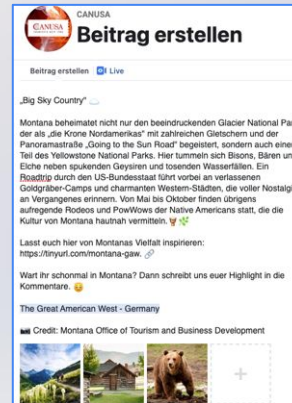 CANUSA
CANUSA
Beitrag erstellen
Beitrag erstellen Live
„Big Sky Country"
Montana beheimatet nicht nur den beeindruckenden Glacier National Par
der als „die Krone Nordamerikas" mit zahlreichen Gletschern und der
Panoramastraße „Going to the Sun Road" begeistert, sondern auch einen
Teil des Yellowstone National Parks. Hier tummeln sich Bisons, Bären un
Elche neben spukenden Geysiren und tosenden Wasserfällen. Ein
Roadtrip durch den US-Bundesstaat führt vorbei an verlassenen
Goldgräber-Camps und charmanten Western-Städten, die voller Nostalgi
an Vergangenes erinnern. Von Mai bis Oktober finden übrigens
aufregende Rodeos und PowWows der Native Americans statt, die die
Kultur von Montana hautnah vermitteln.
Lasst euch hier von Montanas Vielfalt inspirieren:
https://tinyurl.com/montana-gaw.
Wart ihr schonmal in Montana? Dann schreibt uns euer Highlight in die
Kommentare.
The Great American West - Germany
Credit: Montana Office of Tourism and Business Development